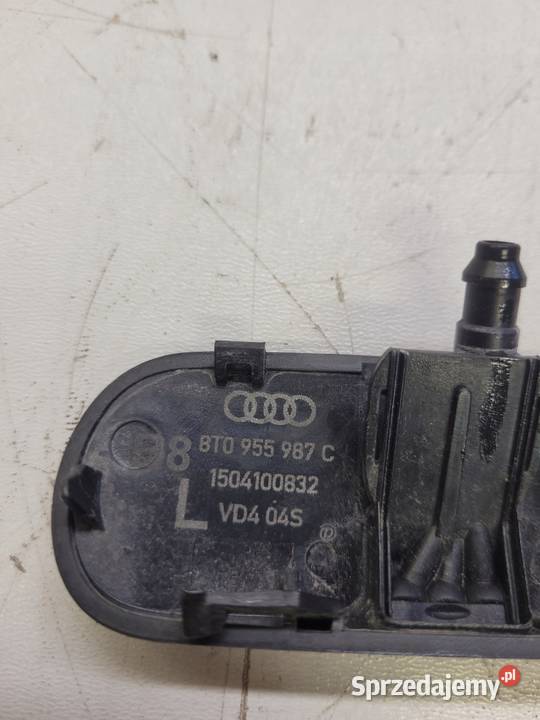 8 8T0 955 987 C
1504100832
L VD4 04S
Sprzedajemy.pl